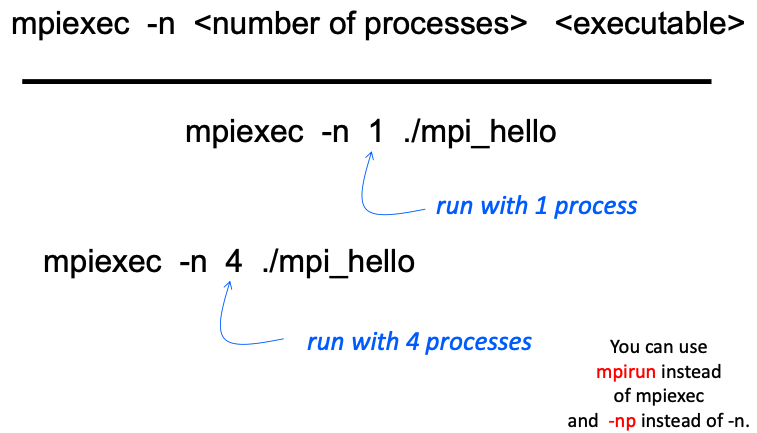 mpiexec -n <number of processes> <executable>
mpiexec -n 1 ./mpi_hello
run with 1 process
mpiexec -n 4 ./mpi_hello
run with 4 processes
You can use
mpirun instead
of mpiexec
and -np instead of -n.